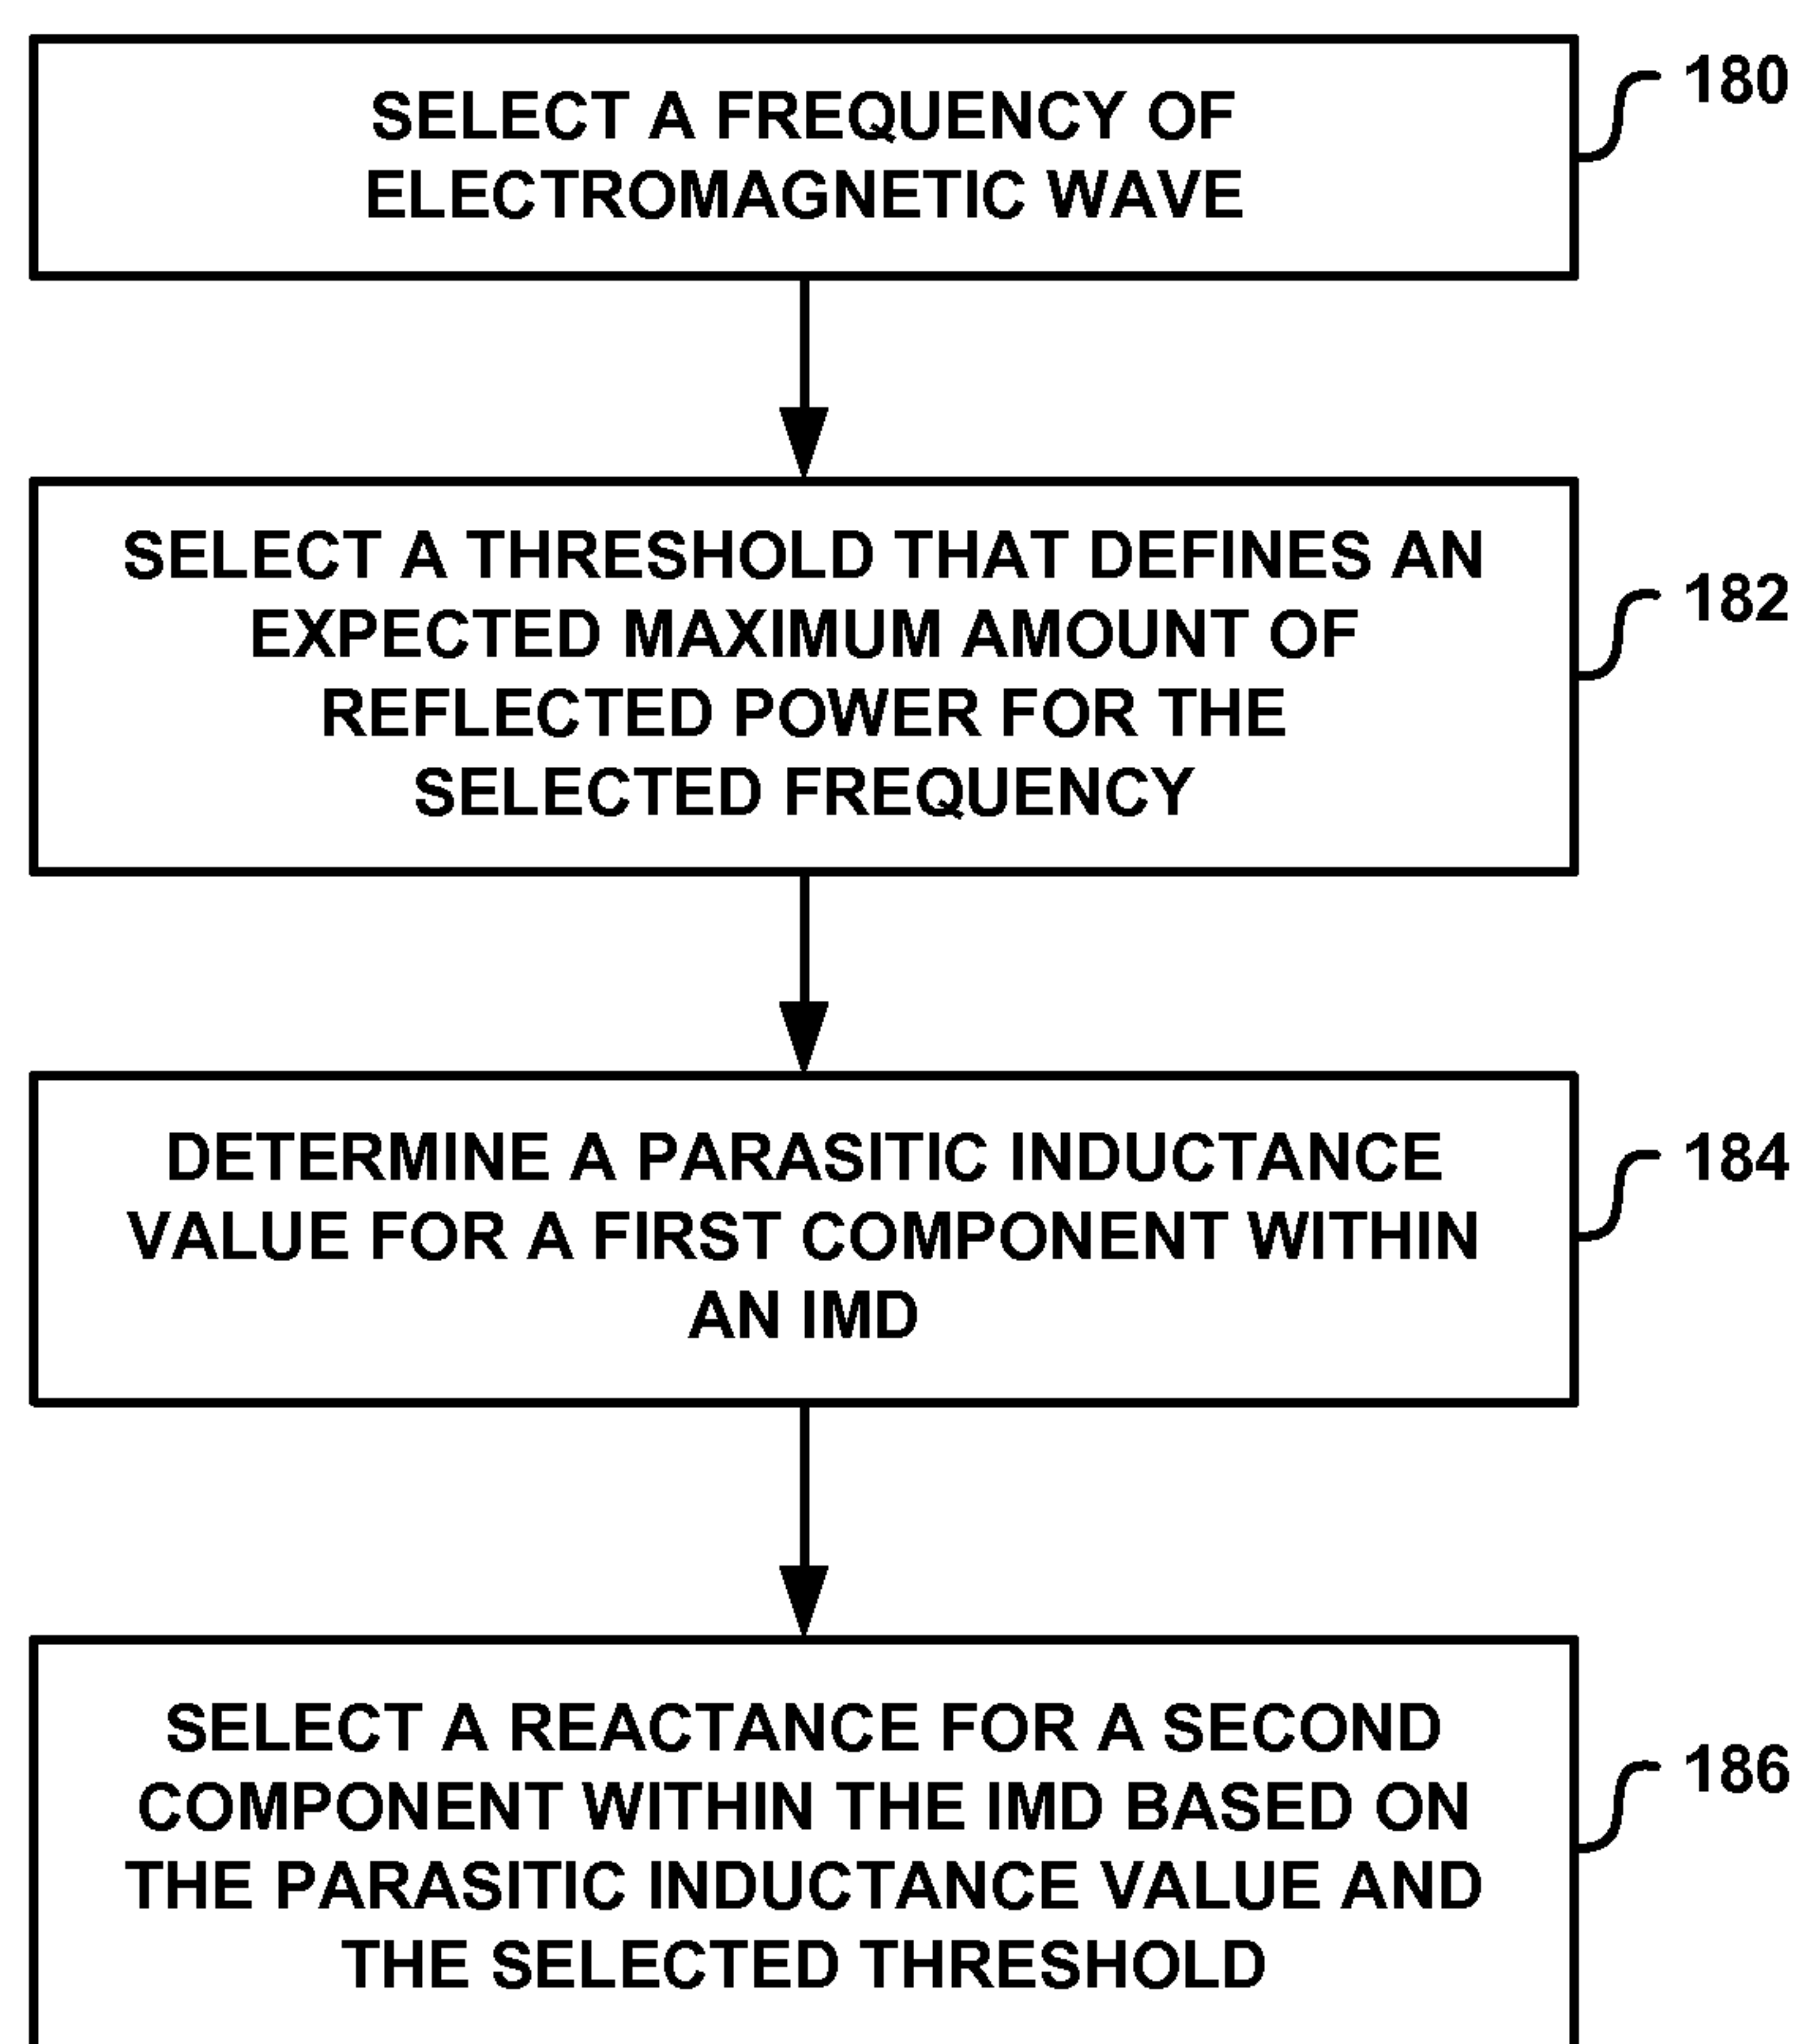 SELECT A FREQUENCY OF
ELECTROMAGNETIC WAVE
180
SELECT A THRESHOLD THAT DEFINES AN
EXPECTED MAXIMUM AMOUNT OF
REFLECTED POWER FOR THE
SELECTED FREQUENCY
182
DETERMINE A PARASITIC INDUCTANCE
VALUE FOR A FIRST COMPONENT WITHIN
AN IMD
184
SELECT A REACTANCE FOR A SECOND
COMPONENT WITHIN THE IMD BASED ON
THE PARASITIC INDUCTANCE VALUE AND
THE SELECTED THRESHOLD
186